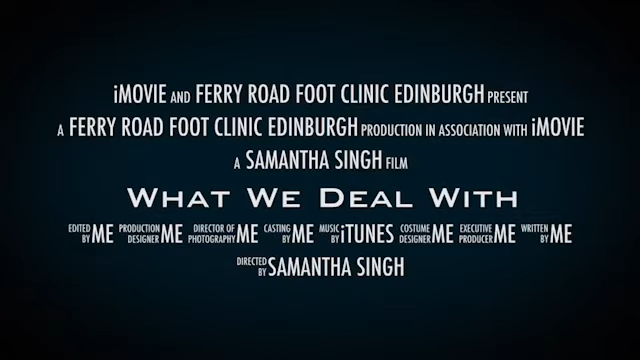 iMOVIE AND FERRY ROAD FOOT CLINIC EDINBURGH PRESENT
A FERRY ROAD FOOT CLINIC EDINBURGH PRODUCTION IN ASSOCIATION WITH iMOVIE
A SAMANTHA SINGH FILM
WHAT WE DEAL WITH
EDITED BY ME PRODUCTION DESIGNER ME DIRECTOR OF PHOTOGRAPHY ME CASTING BY ME MUSIC BY iTUNES COSTUME DESIGNER ME EXECUTIVE PRODUCER ME WRITTEN BY ME
DIRECTED BY SAMANTHA SINGH